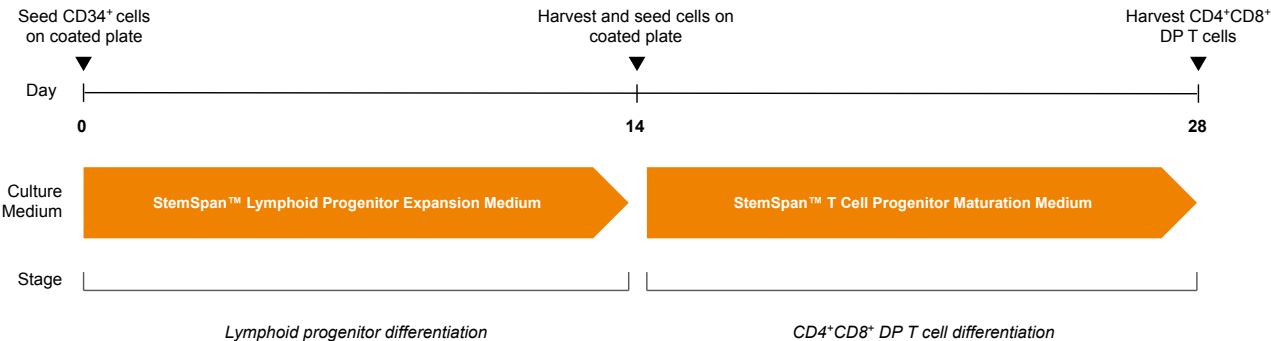 Seed CD34⁺ cells
on coated plate
Harvest and seed cells on
coated plate
Harvest CD4⁺CD8⁺
DP T cells
Day
0
14
28
Culture
Medium
StemSpan™ Lymphoid Progenitor Expansion Medium
StemSpan™ T Cell Progenitor Maturation Medium
Stage
Lymphoid progenitor differentiation
CD4⁺CD8⁺ DP T cell differentiation